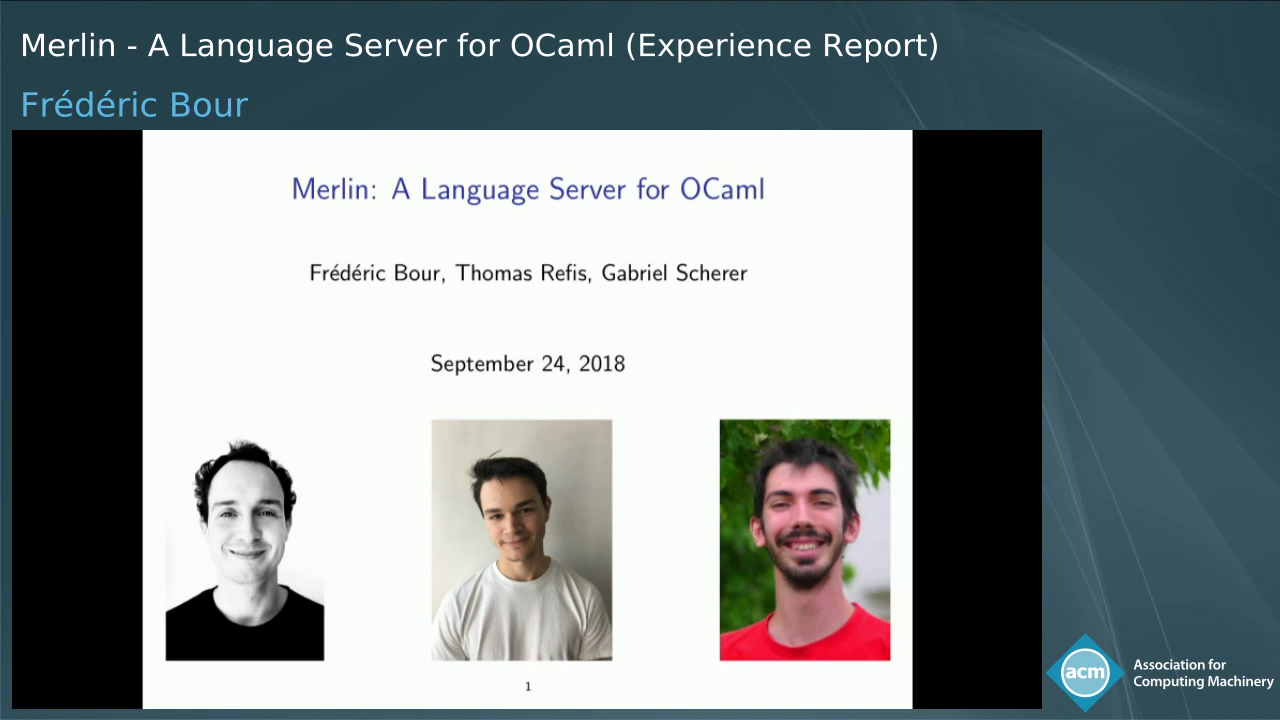 Merlin - A Language Server for OCaml (Experience Report)
Frédéric Bour
Merlin: A Language Server for OCaml
Frédéric Bour, Thomas Refis, Gabriel Scherer
September 24, 2018
1
acm
Association for
Computing Machinery